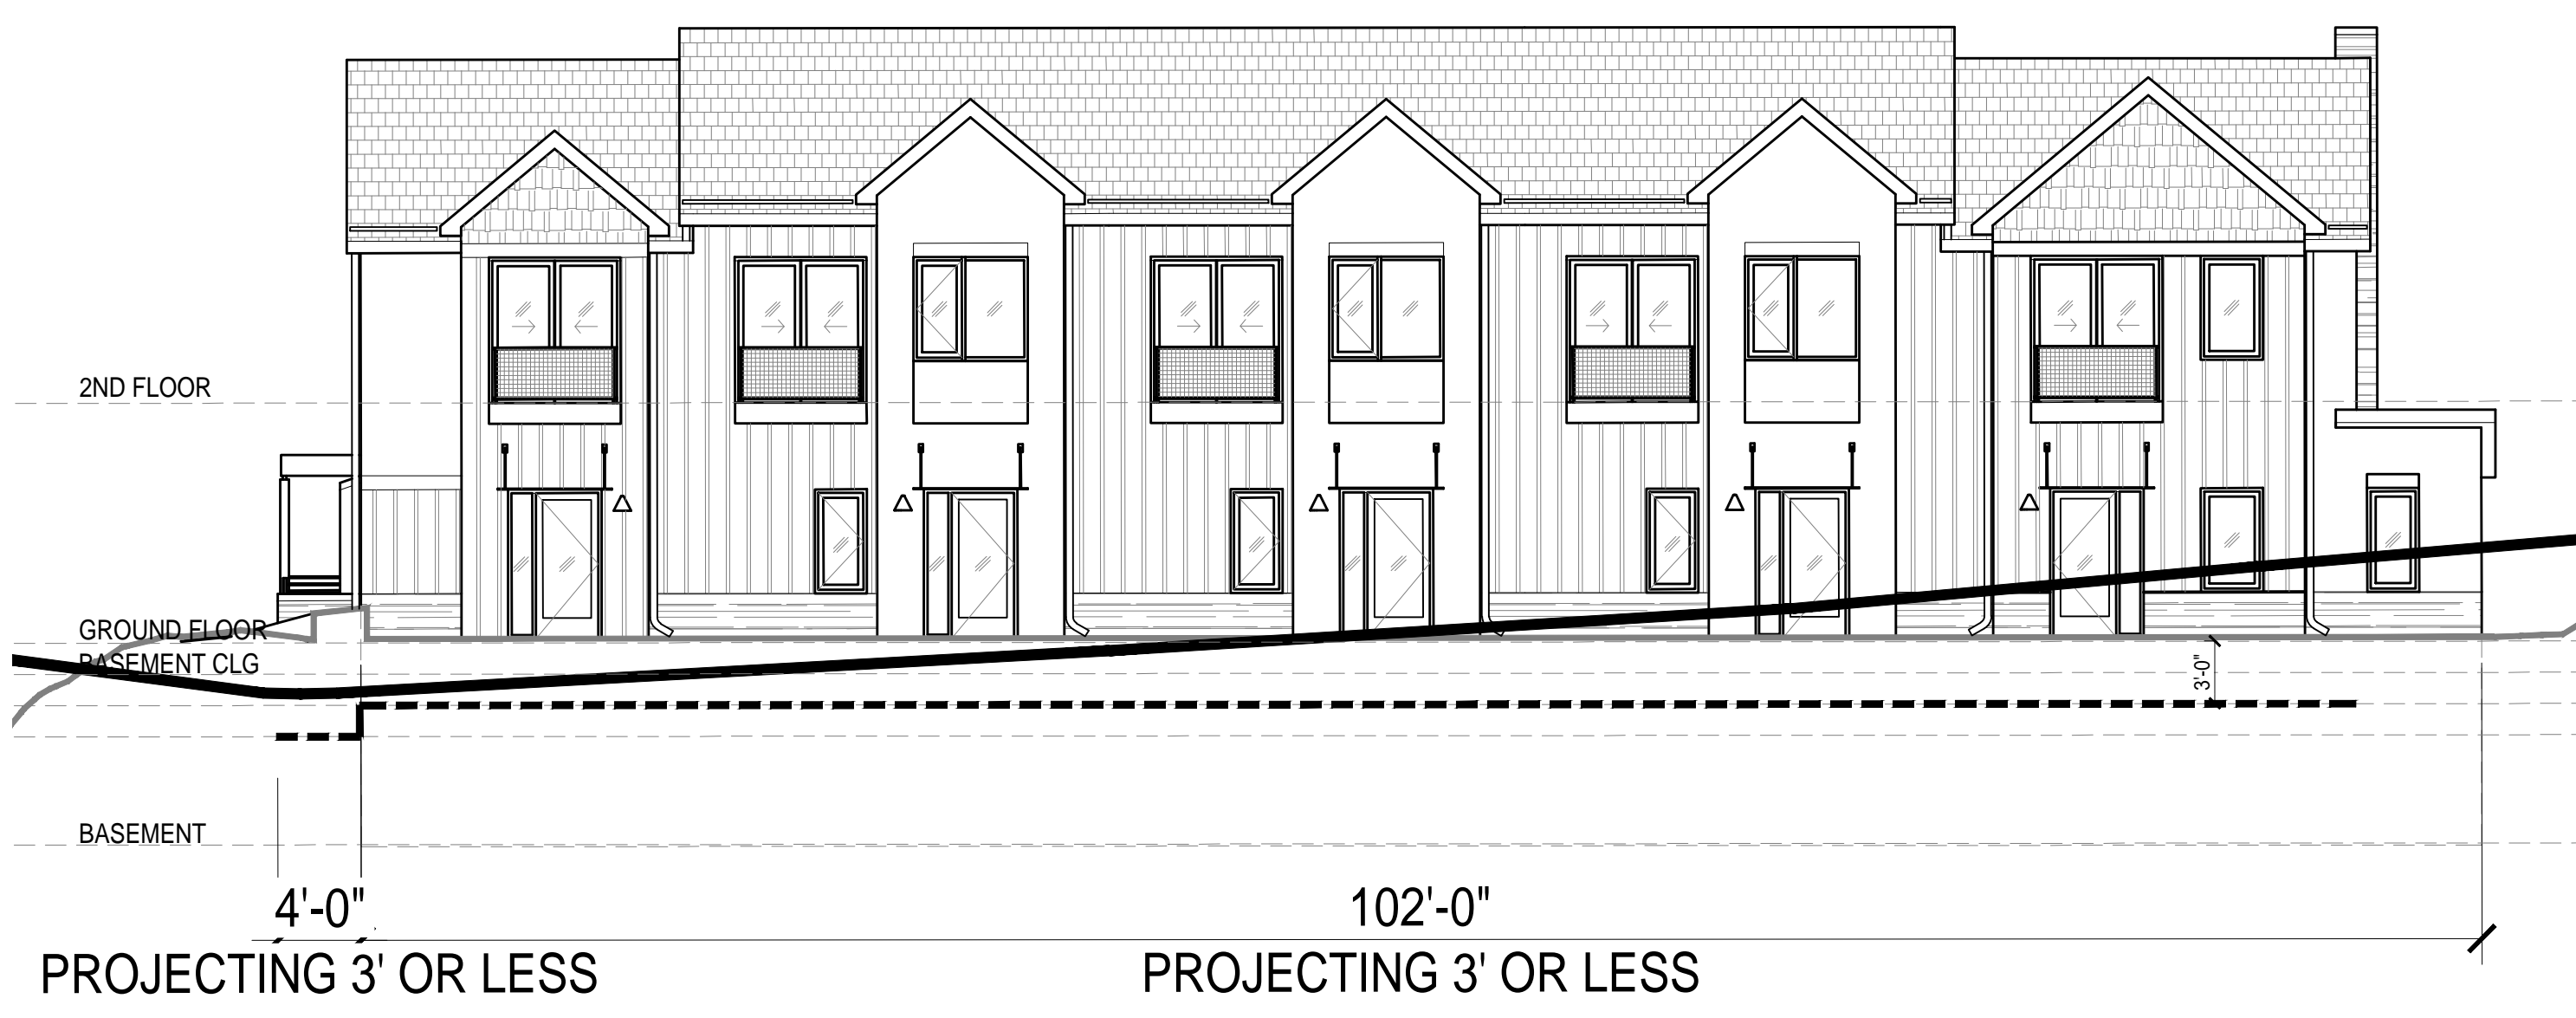 2ND FLOOR
GROUND FLOOR
BASEMENT CLG
3'-0"
BASEMENT
4'-0"
102'-0"
PROJECTING 3' OR LESS
PROJECTING 3' OR LESS